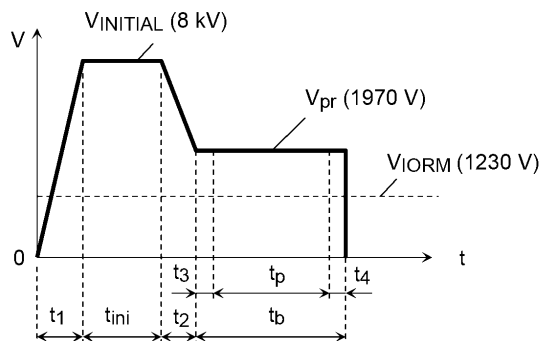 VINITIAL (8 kV)
V
Vpr (1970 V)
VIORM (1230 V)
0
t
t3
tp
t4
t1
tini
t2
tb